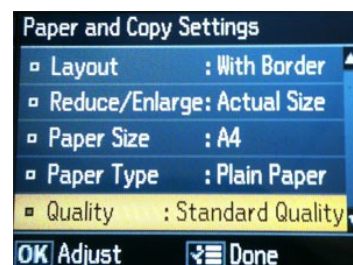 Paper and Copy Settings
Layout : With Border
Reduce/Enlarge: Actual Size
Paper Size : A4
Paper Type : Plain Paper
Quality : Standard Quality
OK Adjust Done